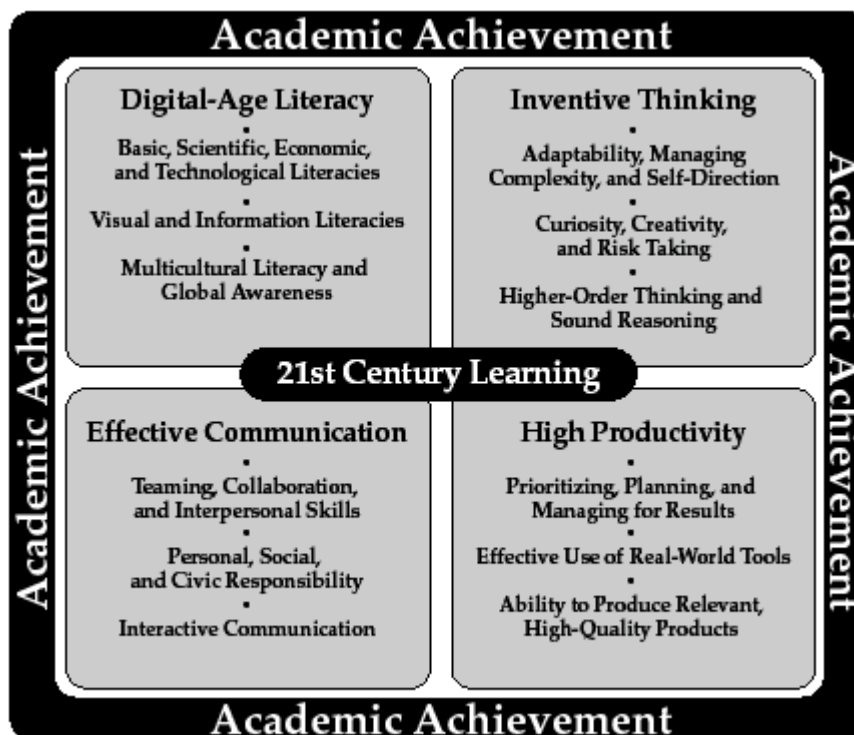 Academic Achievement
Academic Achievement
Digital-Age Literacy
▪
Basic, Scientific, Economic,
and Technological Literacies
▪
Visual and Information Literacies
▪
Multicultural Literacy and
Global Awareness
Inventive Thinking
▪
Adaptability, Managing
Complexity, and Self-Direction
▪
Curiosity, Creativity,
and Risk Taking
▪
Higher-Order Thinking and
Sound Reasoning
Academic Achievement
21st Century Learning
Effective Communication
▪
Teaming, Collaboration,
and Interpersonal Skills
▪
Personal, Social,
and Civic Responsibility
▪
Interactive Communication
High Productivity
▪
Prioritizing, Planning, and
Managing for Results
▪
Effective Use of Real-World Tools
▪
Ability to Produce Relevant,
High-Quality Products
Academic Achievement